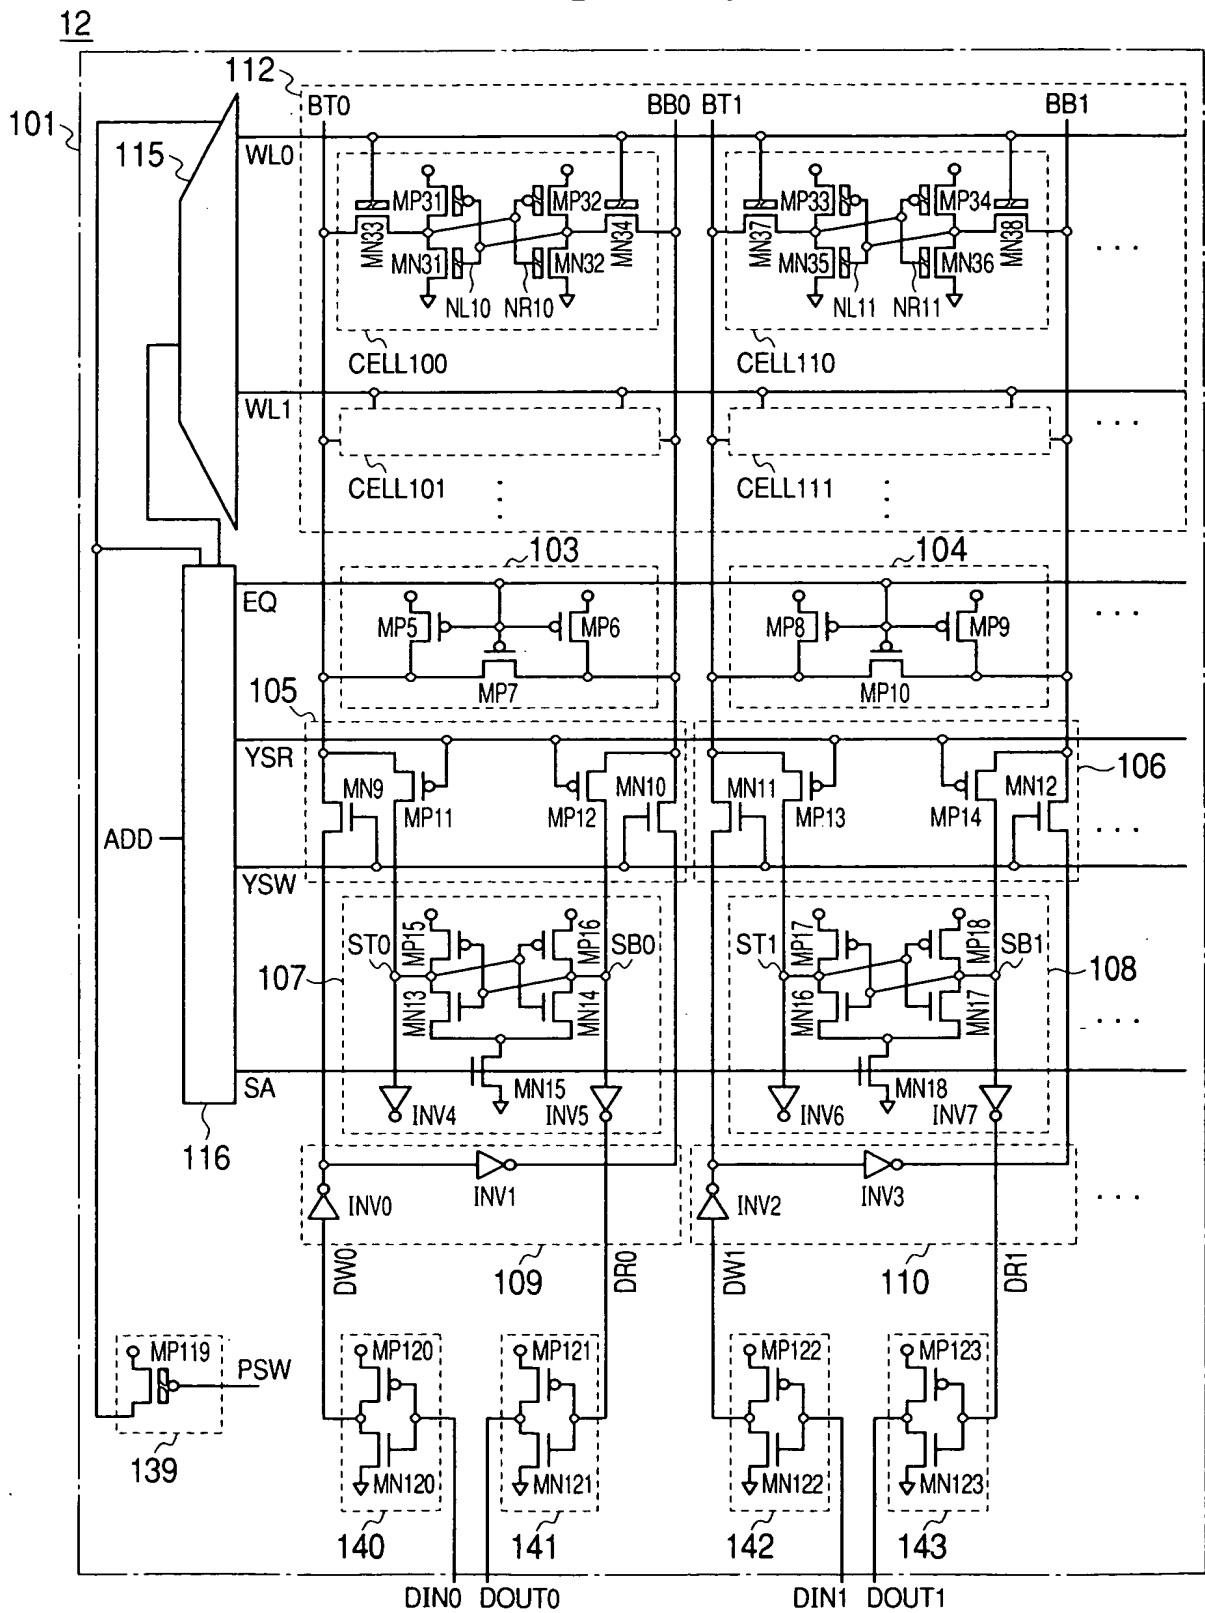 12
112
BT0
BB0
BT1
BB1
101
115
WL0
MP31
MP32
MP33
MP34
MN33
MN34
MN37
MN38
MN31
MN32
MN35
MN36
. . .
NL10
NR10
NL11
NR11
CELL100
CELL110
WL1
. . .
CELL101
CELL111
103
104
EQ
. . .
MP5
MP6
MP8
MP9
MP7
MP10
105
YSR
106
MN9
MN10
MN11
MN12
MP11
MP12
MP13
MP14
ADD
. . .
YSW
ST0
MP15
MP16
SB0
ST1
MP17
MP18
SB1
107
108
MN13
MN14
MN16
MN17
. . .
SA
MN15
MN18
INV4
INV5
INV6
INV7
116
INV0
INV1
INV2
INV3
. . .
109
110
DW0
DR0
DW1
DR1
MP119
PSW
MP120
MP121
MP122
MP123
139
MN120
MN121
MN122
MN123
140
141
142
143
DIN0
DOUT0
DIN1
DOUT1